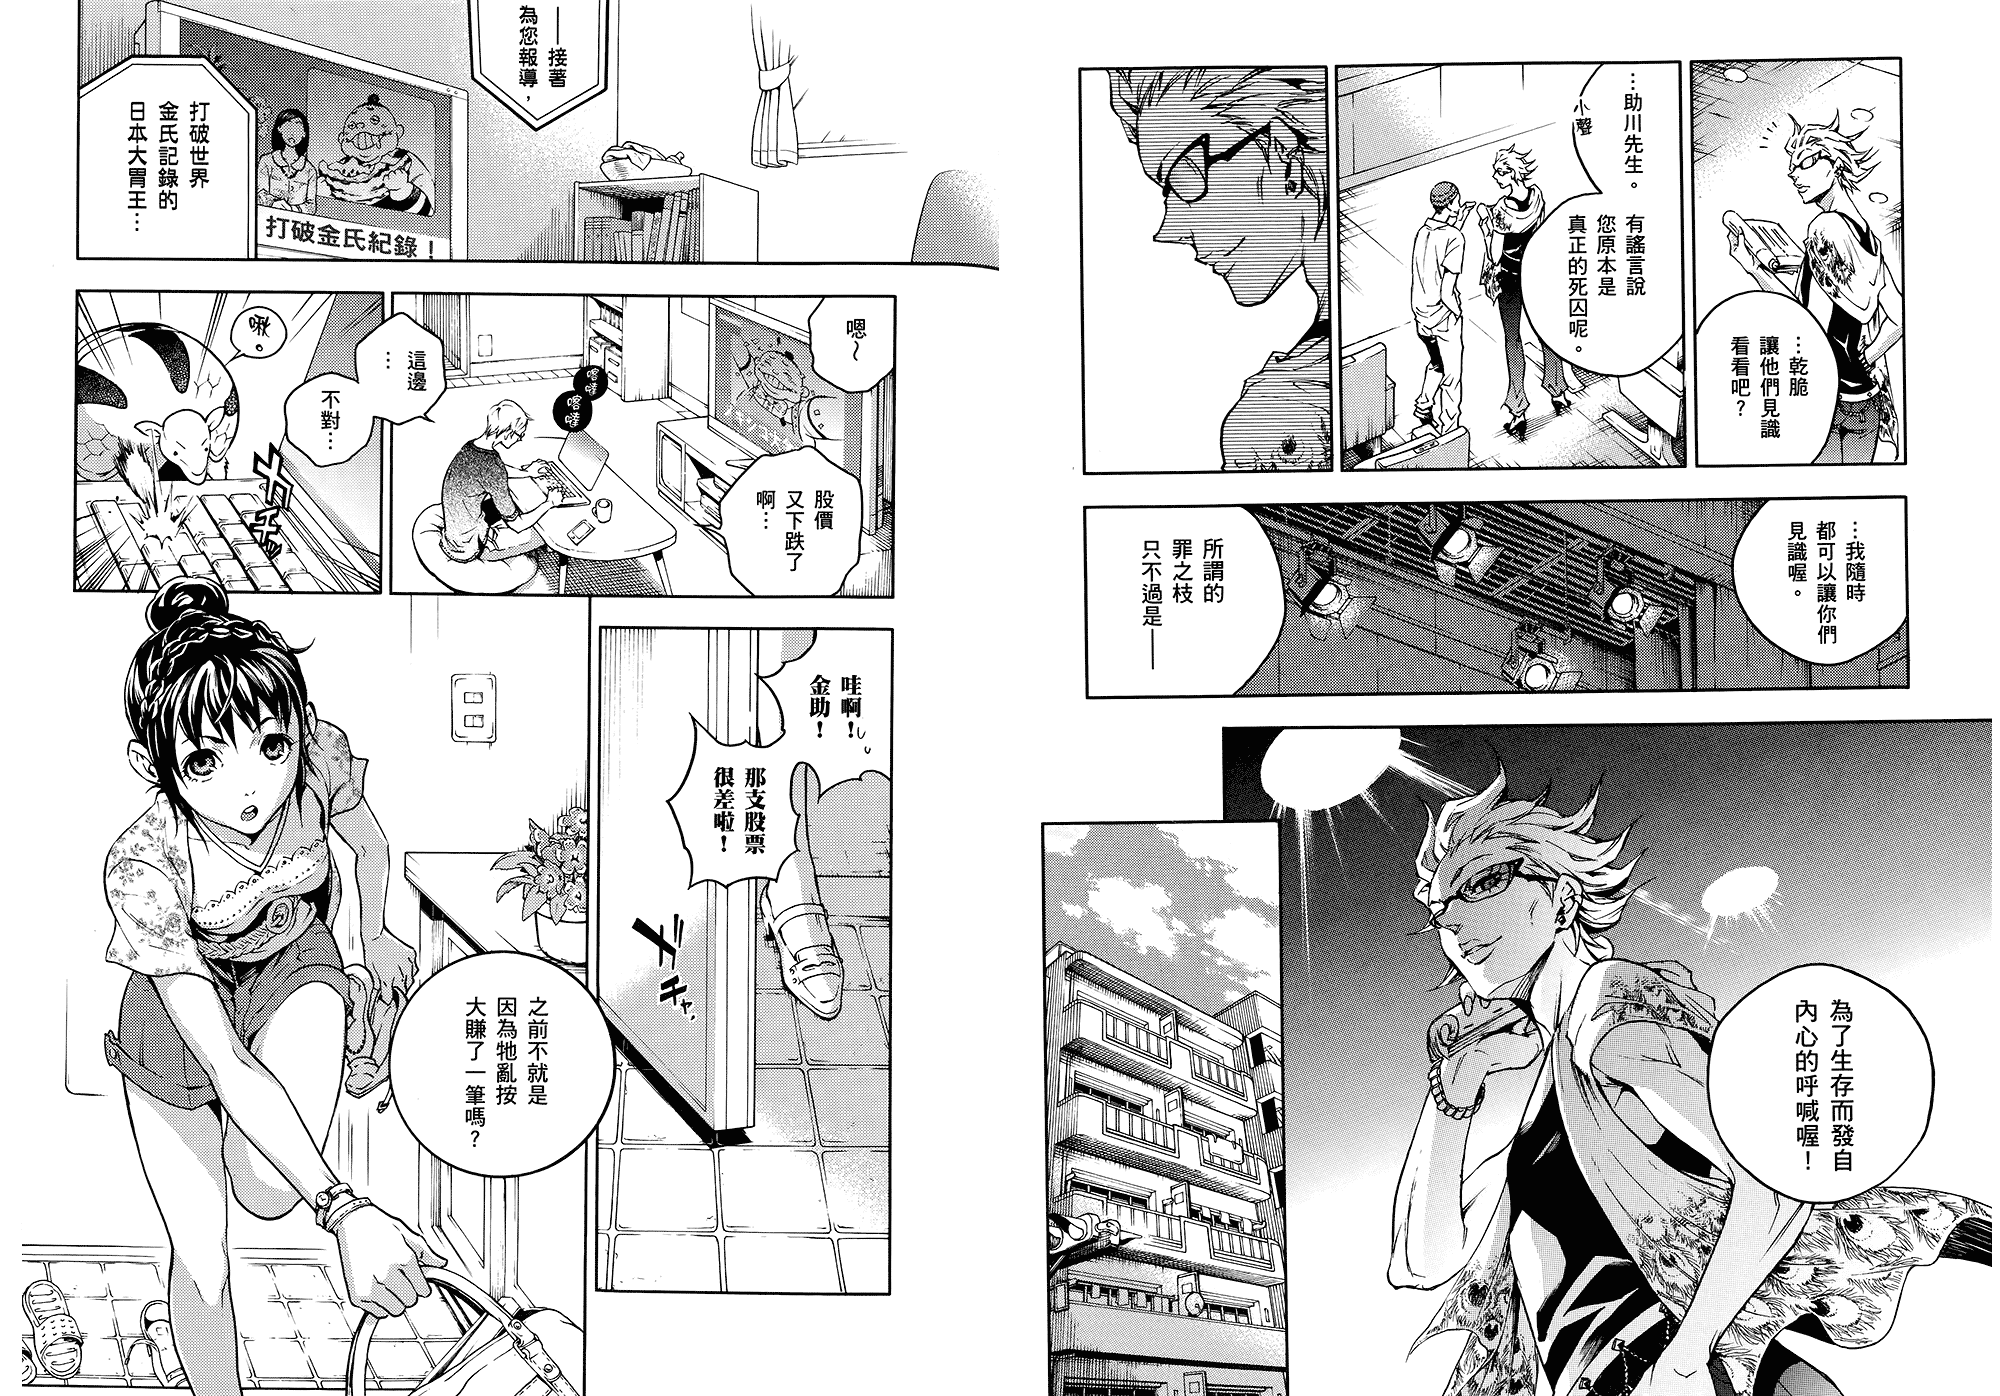 …助川先生。
有謠言說
您原本是
真正的死囚呢。
小聲
…乾脆
讓他們見識
看看吧？
…我隨時
都可以讓你們
見識喔。
所謂的
罪之枝
只不過是——
為了生存而發自
內心的呼喊喔！
——接著
為您報導，
打破世界
金氏記錄的
日本大胃王…
打破金氏紀錄！
嗯～
股價
又下跌了
啊…
喀噠
喀噠
這邊
…
不對…
啾。
カチャ
哇啊！
金助！
那支股票
很差啦！
ガチャ
之前不就是
因為牠亂按
大賺了一筆嗎？